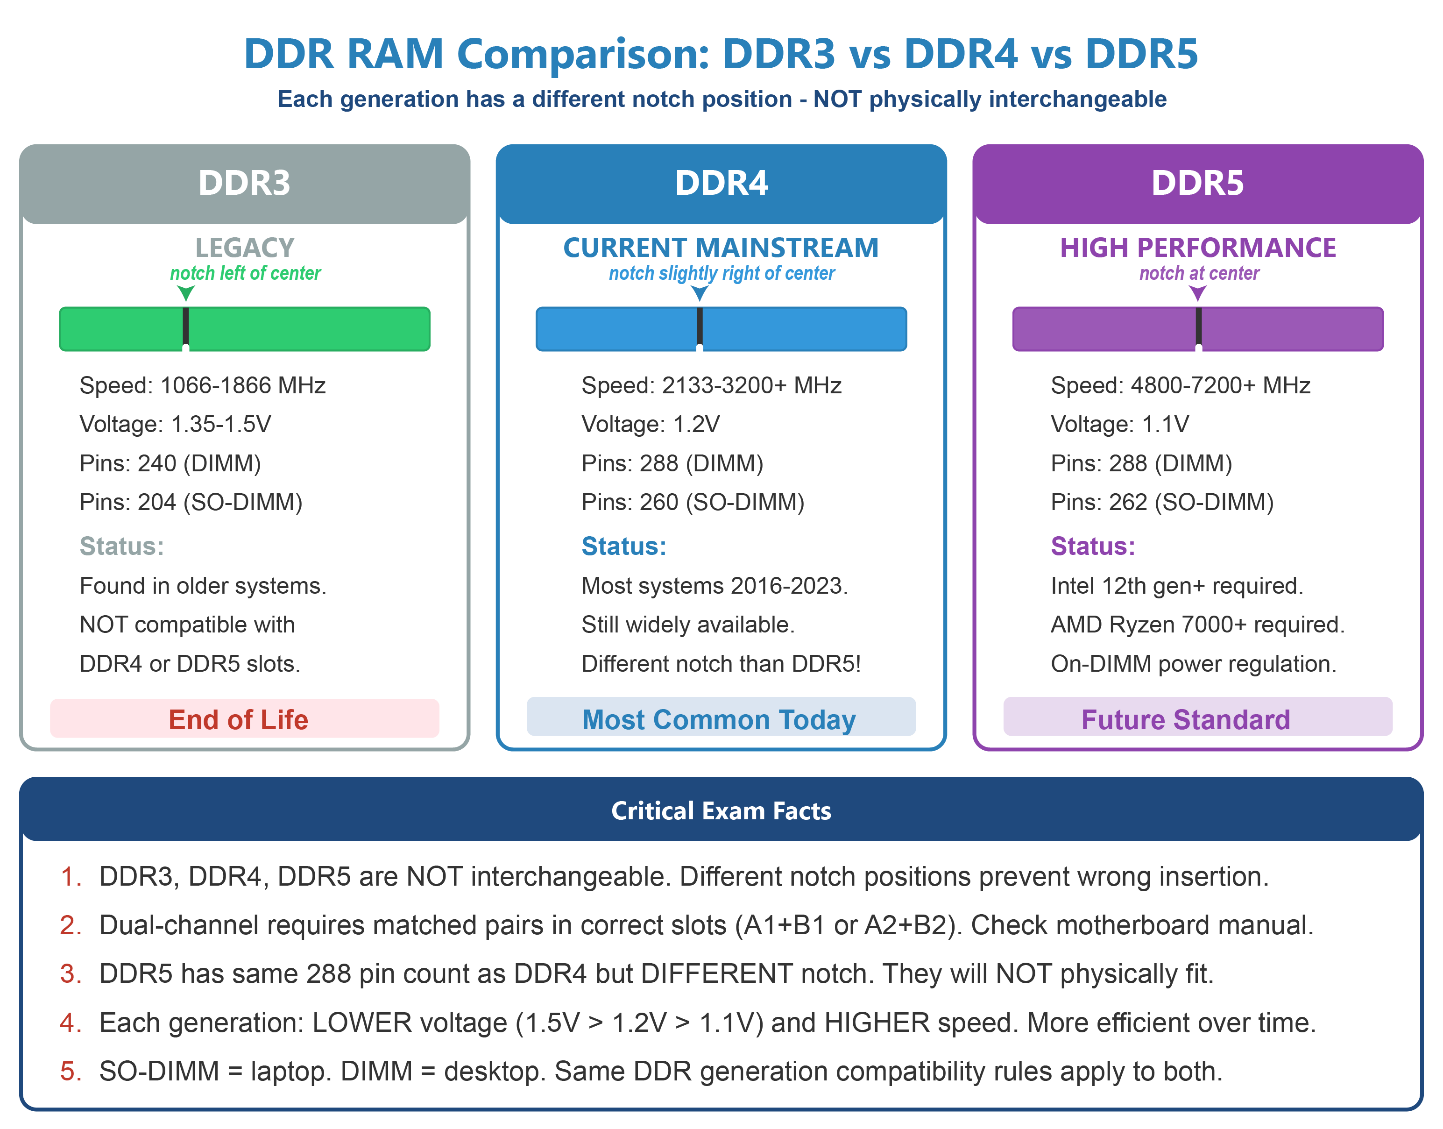 DDR RAM Comparison: DDR3 vs DDR4 vs DDR5
Each generation has a different notch position - NOT physically interchangeable
DDR3
LEGACY
notch left of center
Speed: 1066-1866 MHz
Voltage: 1.35-1.5V
Pins: 240 (DIMM)
Pins: 204 (SO-DIMM)
Status:
Found in older systems.
NOT compatible with
DDR4 or DDR5 slots.
End of Life
DDR4
CURRENT MAINSTREAM
notch slightly right of center
Speed: 2133-3200+ MHz
Voltage: 1.2V
Pins: 288 (DIMM)
Pins: 260 (SO-DIMM)
Status:
Most systems 2016-2023.
Still widely available.
Different notch than DDR5!
Most Common Today
DDR5
HIGH PERFORMANCE
notch at center
Speed: 4800-7200+ MHz
Voltage: 1.1V
Pins: 288 (DIMM)
Pins: 262 (SO-DIMM)
Status:
Intel 12th gen+ required.
AMD Ryzen 7000+ required.
On-DIMM power regulation.
Future Standard
Critical Exam Facts
1. DDR3, DDR4, DDR5 are NOT interchangeable. Different notch positions prevent wrong insertion.
2. Dual-channel requires matched pairs in correct slots (A1+B1 or A2+B2). Check motherboard manual.
3. DDR5 has same 288 pin count as DDR4 but DIFFERENT notch. They will NOT physically fit.
4. Each generation: LOWER voltage (1.5V > 1.2V > 1.1V) and HIGHER speed. More efficient over time.
5. SO-DIMM = laptop. DIMM = desktop. Same DDR generation compatibility rules apply to both.